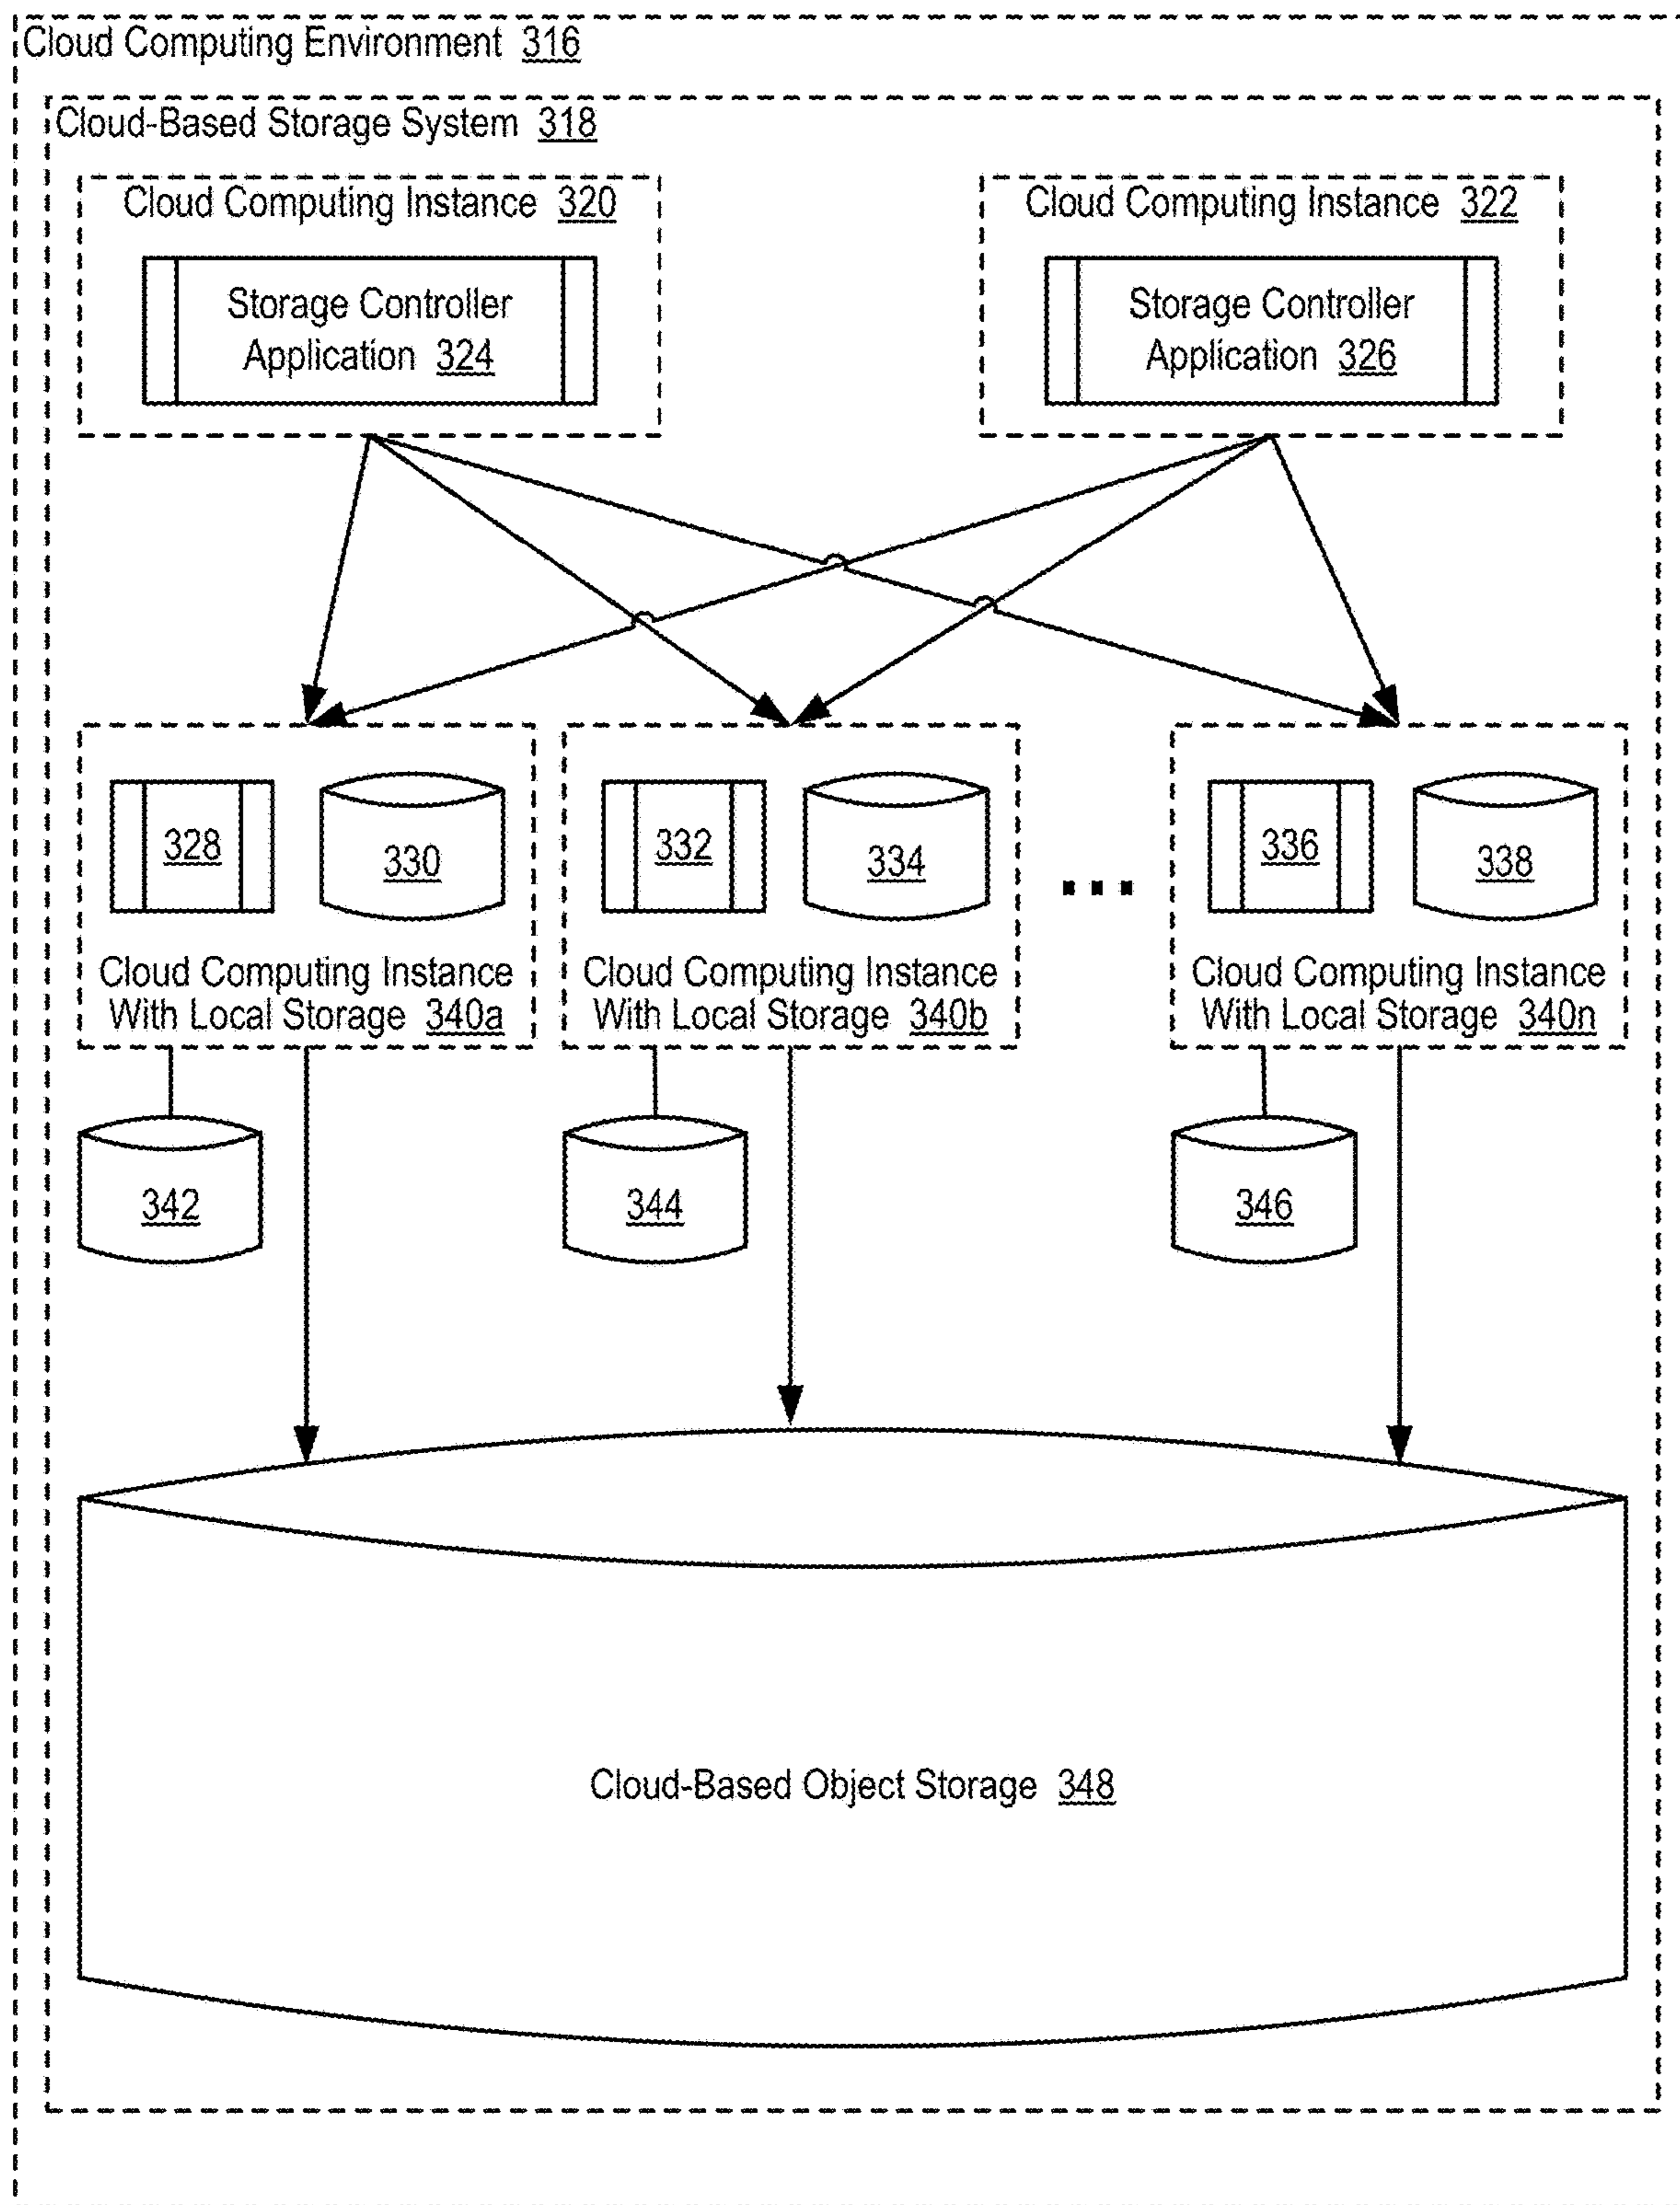 Cloud Computing Environment 316
Cloud-Based Storage System 318
Cloud Computing Instance 320
Storage Controller
Application 324
Cloud Computing Instance 322
Storage Controller
Application 326
328
330
Cloud Computing Instance
With Local Storage 340a
332
334
Cloud Computing Instance
With Local Storage 340b
...
336
338
Cloud Computing Instance
With Local Storage 340n
342
344
346
Cloud-Based Object Storage 348